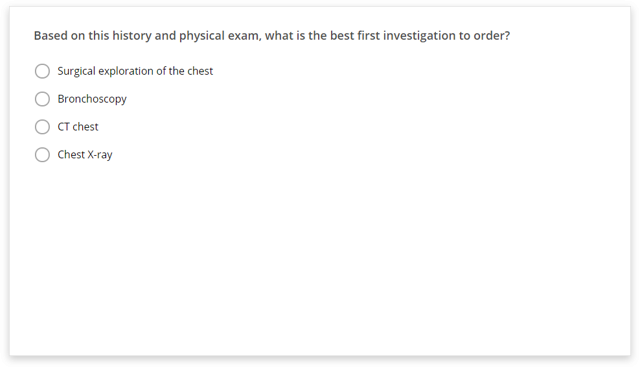 Based on this history and physical exam, what is the best first investigation to order?
Surgical exploration of the chest
Bronchoscopy
CT chest
Chest X-ray